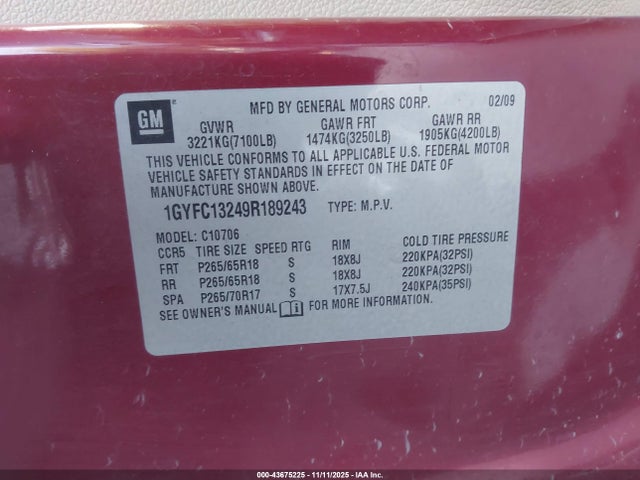 GM
MFD BY GENERAL MOTORS CORP. 02/09
GVWR GAWR FRT GAWR RR
3221KG(7100LB) 1474KG(3250LB) 1905KG(4200LB)
THIS VEHICLE CONFORMS TO ALL APPLICABLE U.S. FEDERAL MOTOR
VEHICLE SAFETY STANDARDS IN EFFECT ON THE DATE OF
MANUFACTURE SHOWN ABOVE.
1GYFC13249R189243 TYPE: M.P.V.
MODEL: C10706
CCR5 TIRE SIZE SPEED RTG RIM COLD TIRE PRESSURE
FRT P265/65R18 S 18X8J 220KPA(32PSI)
RR P265/65R18 S 18X8J 220KPA(32PSI)
SPA P265/70R17 S 17X7.5J 240KPA(35PSI)
SEE OWNER'S MANUAL FOR MORE INFORMATION.
000-43675225 - 11/11/2025 - IAA Inc.